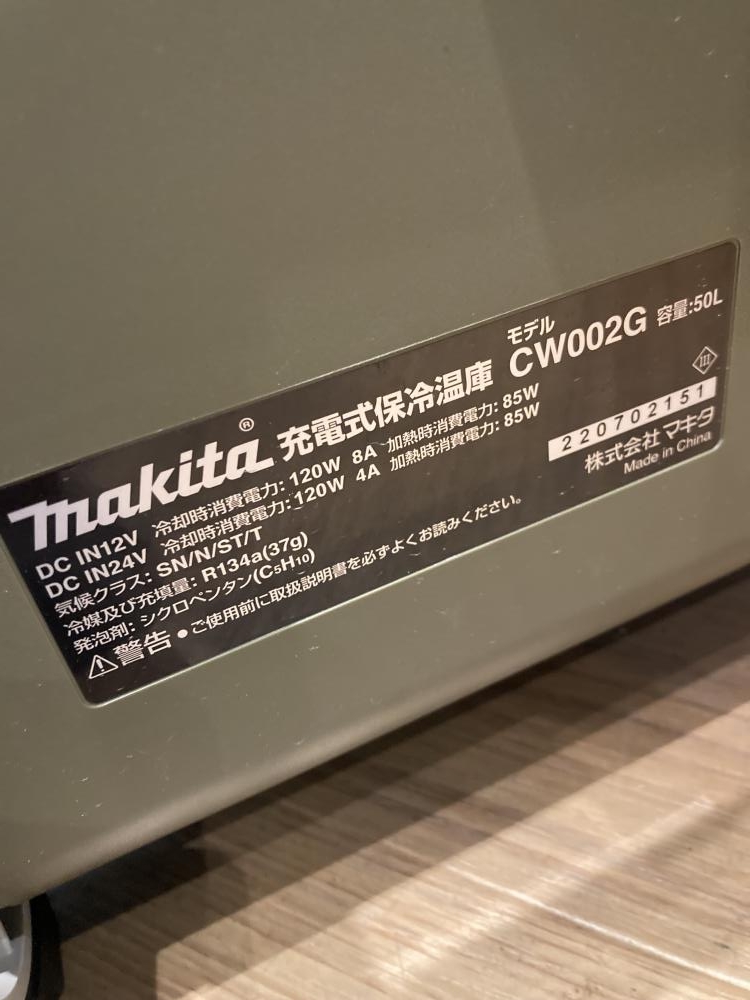 makita® 充電式保冷温庫 モデル CW002G 容量:50L
DC IN12V 冷却時消費電力: 120W 8A 加熱時消費電力: 85W
DC IN24V 冷却時消費電力: 120W 4A 加熱時消費電力: 85W
気候クラス: SN/N/ST/T
冷媒及び充填量: R134a(37g)
発泡剤: シクロペンタン(C5H10)
⚠警告 ●ご使用前に取扱説明書を必ずよくお読みください。
III
220702151
株式会社 マキタ
Made in China